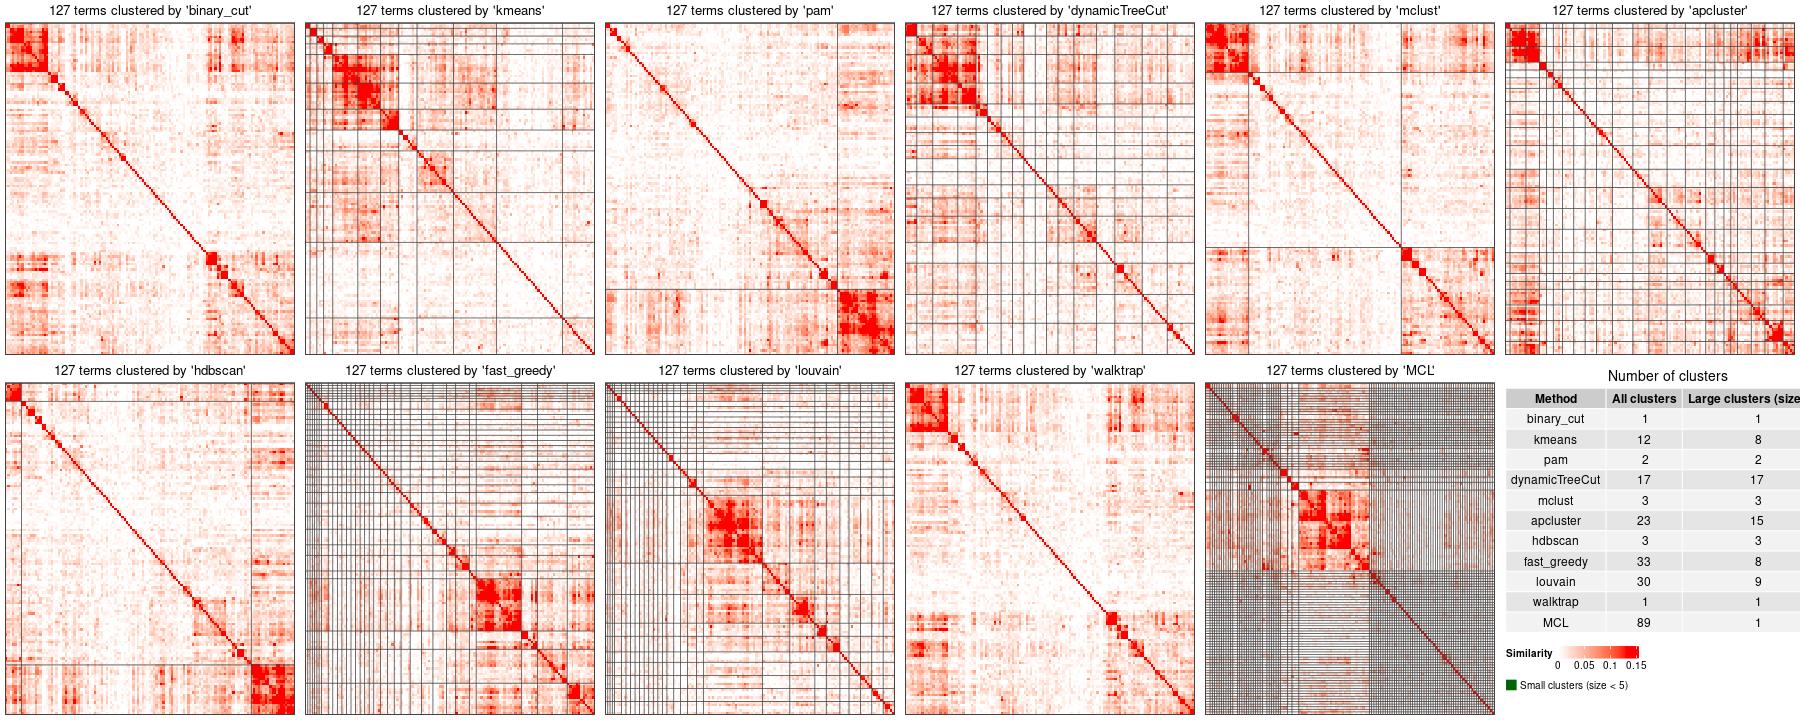 127 terms clustered by 'binary_cut'
127 terms clustered by 'kmeans'
127 terms clustered by 'pam'
127 terms clustered by 'dynamicTreeCut'
127 terms clustered by 'mclust'
127 terms clustered by 'apcluster'
127 terms clustered by 'hdbscan'
127 terms clustered by 'fast_greedy'
127 terms clustered by 'louvain'
127 terms clustered by 'walktrap'
127 terms clustered by 'MCL'
Number of clusters
Method All clusters Large clusters (size
binary_cut 1 1
kmeans 12 8
pam 2 2
dynamicTreeCut 17 17
mclust 3 3
apcluster 23 15
hdbscan 3 3
fast_greedy 33 8
louvain 30 9
walktrap 1 1
MCL 89 1
Similarity
0 0.05 0.1 0.15
Small clusters (size < 5)